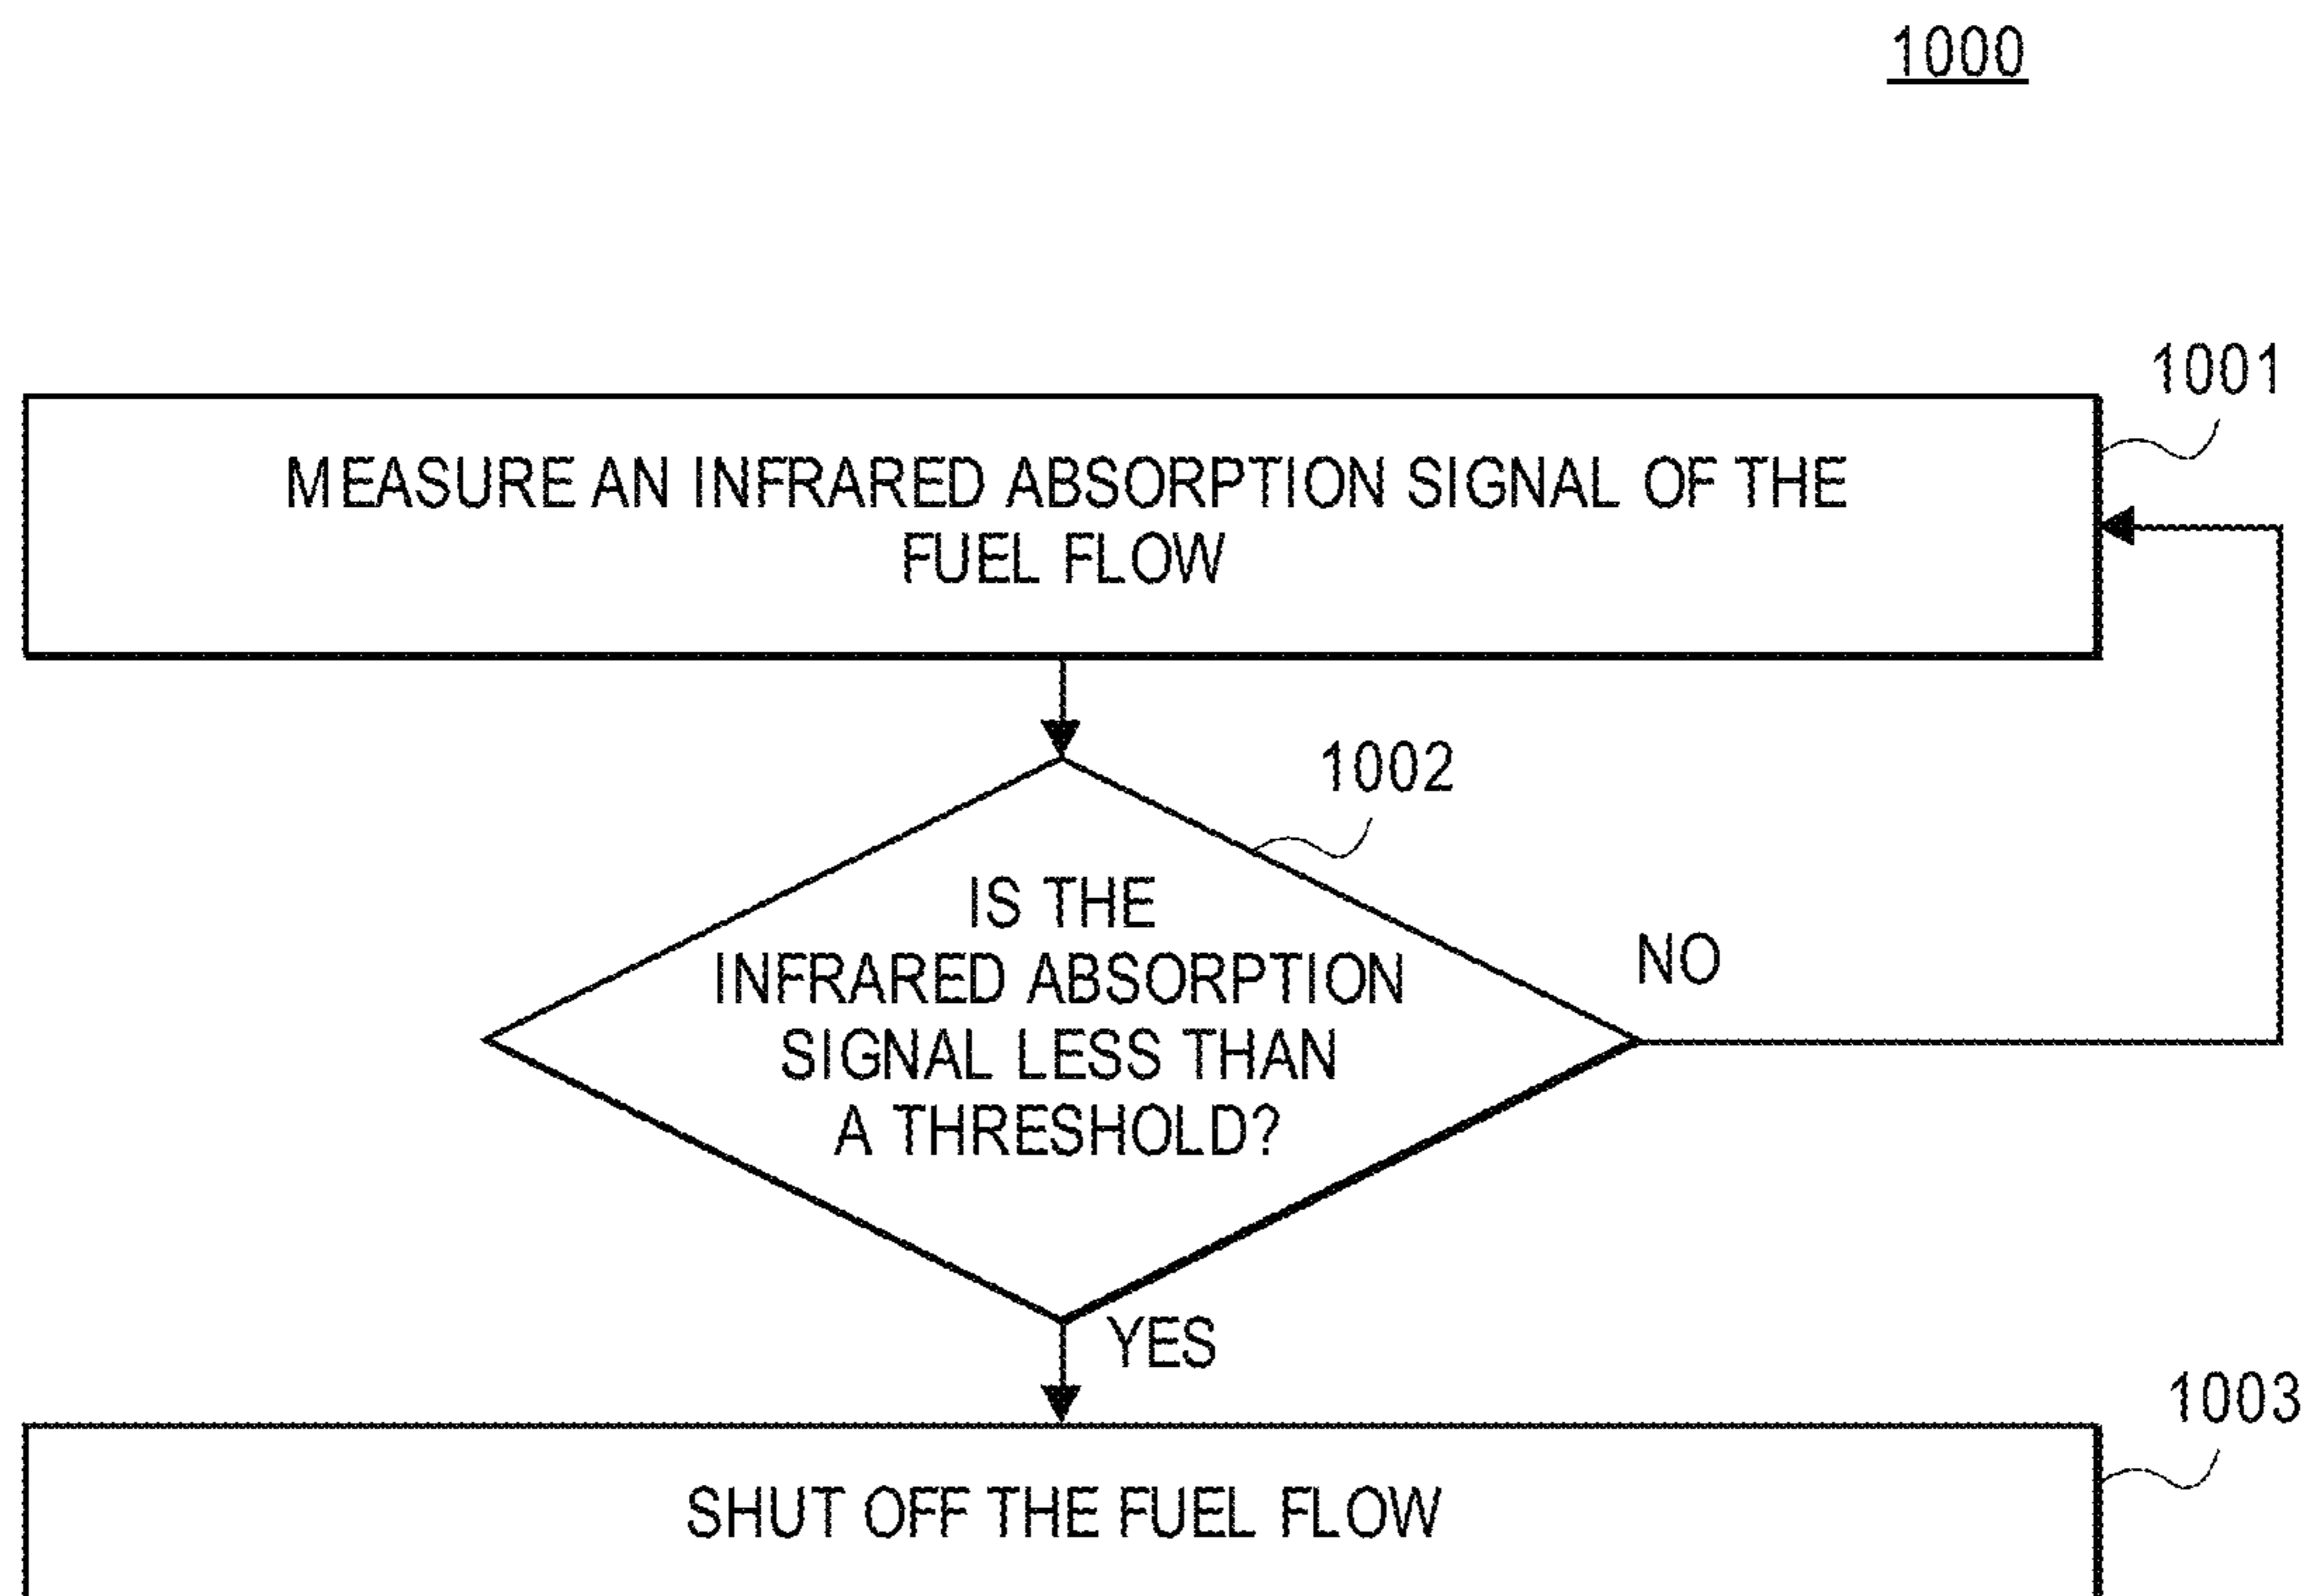 1000
1001
MEASURE AN INFRARED ABSORPTION SIGNAL OF THE
FUEL FLOW
1002
IS THE
INFRARED ABSORPTION
SIGNAL LESS THAN
A THRESHOLD?
NO
YES
1003
SHUT OFF THE FUEL FLOW